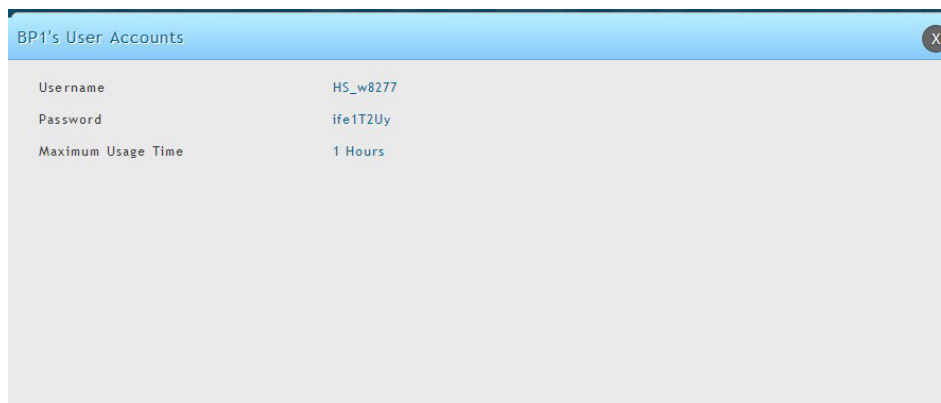 BP1's User Accounts
X
Username HS_w8277
Password ife1T2Uy
Maximum Usage Time 1 Hours